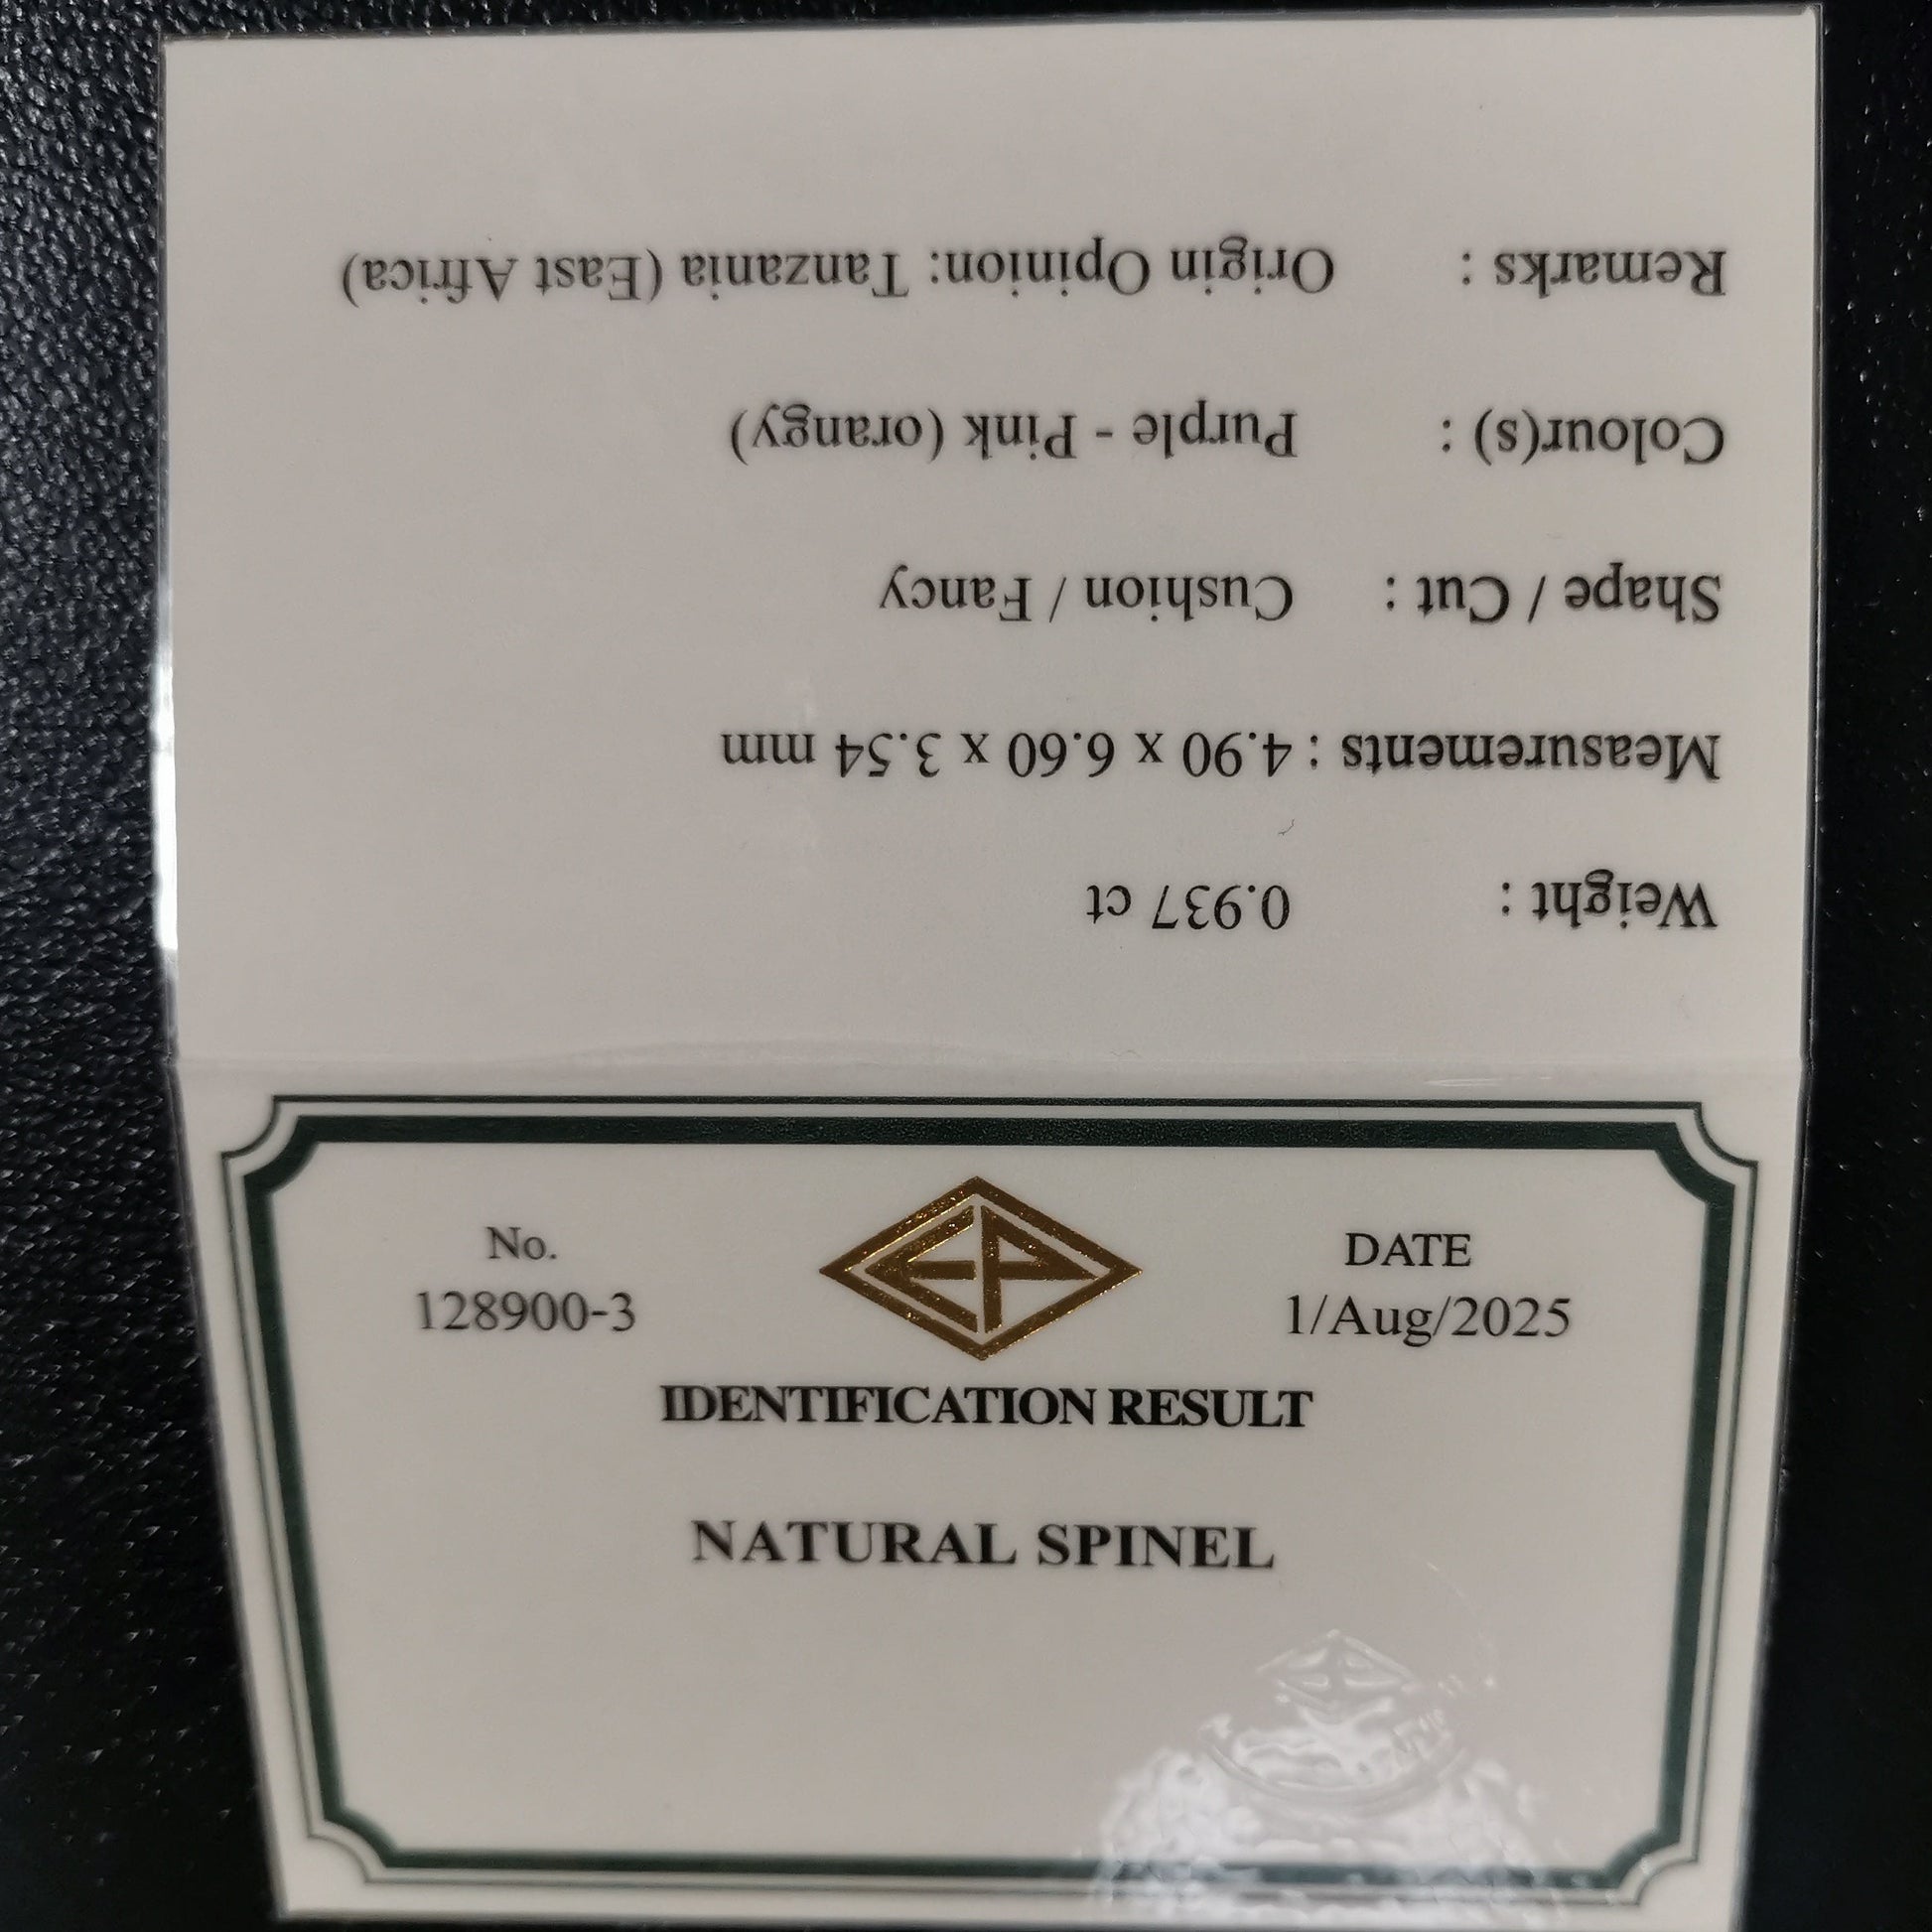 No.
128900-3
EP
DATE
1/Aug/2025
IDENTIFICATION RESULT
NATURAL SPINEL
Weight : 0.937 ct
Measurements : 4.90 x 6.60 x 3.54 mm
Shape / Cut : Cushion / Fancy
Colour(s) : Purple - Pink (orangy)
Remarks : Origin Opinion: Tanzania (East Africa)